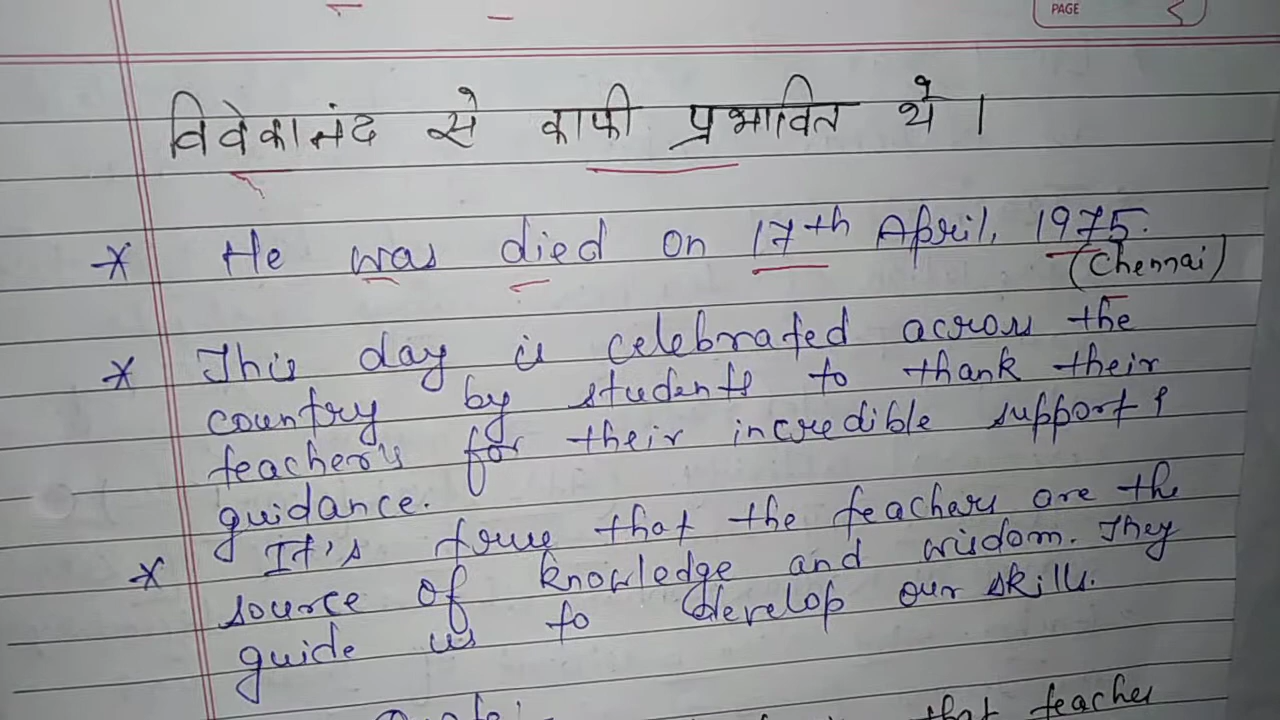 PAGE
विवेकानंद से काफी प्रभावित थे ।
* He was died on 17th April, 1975.
(Chennai)
* This day is celebrated across the
country by students to thank their
teacher's for their incredible support &
guidance.
* It's true that the teachers are the
source of knowledge and wisdom. They
guide us to develop our skills.
that teacher